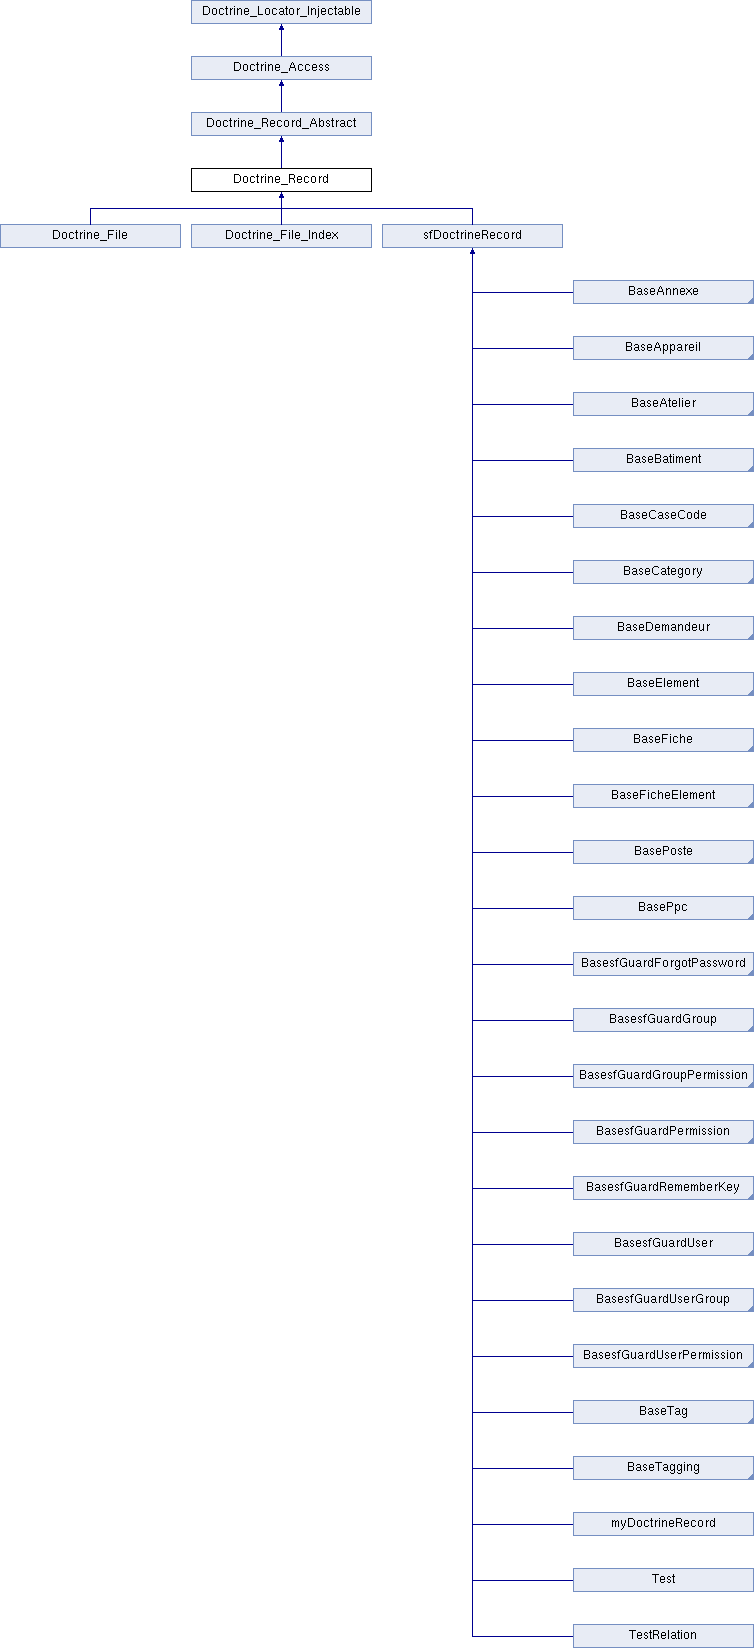 Doctrine_Locator_Injectable
Doctrine_Access
Doctrine_Record_Abstract
Doctrine_Record
Doctrine_File
Doctrine_File_Index
sfDoctrineRecord
BaseAnnexe
BaseAppareil
BaseAtelier
BaseBatiment
BaseCaseCode
BaseCategory
BaseDemandeur
BaseElement
BaseFiche
BaseFicheElement
BasePoste
BasePpc
BasesfGuardForgotPassword
BasesfGuardGroup
BasesfGuardGroupPermission
BasesfGuardPermission
BasesfGuardRememberKey
BasesfGuardUser
BasesfGuardUserGroup
BasesfGuardUserPermission
BaseTag
BaseTagging
myDoctrineRecord
Test
TestRelation